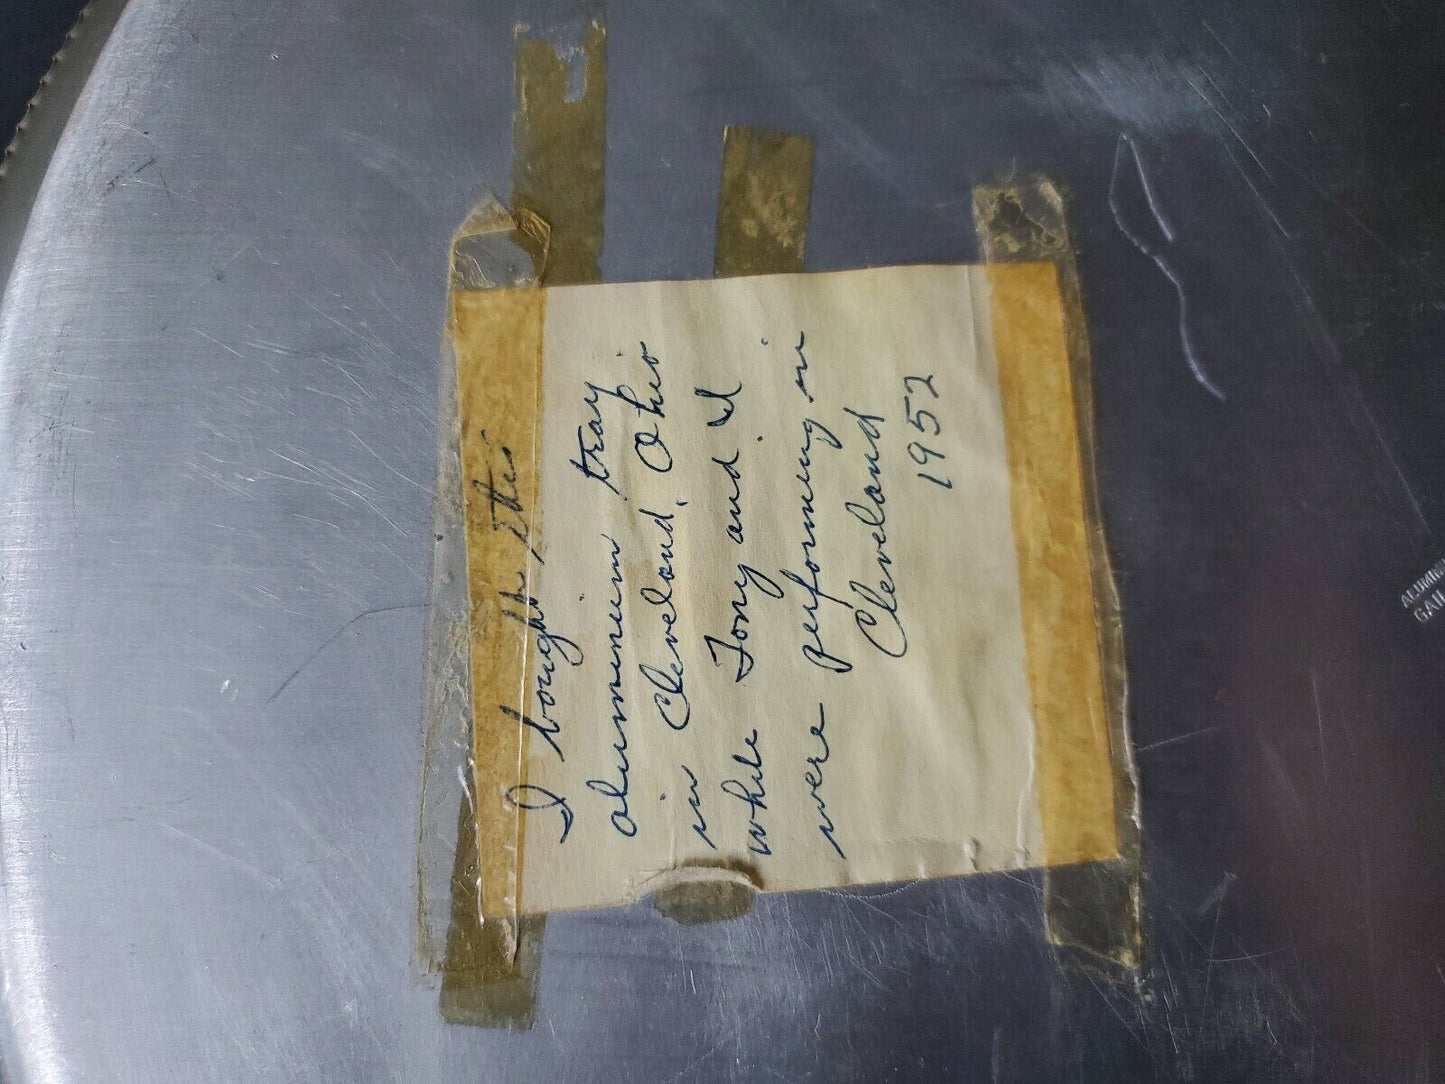 I bought this
aluminum tray
in Cleveland, Ohio
while Tony and I
were performing in
Cleveland
1952